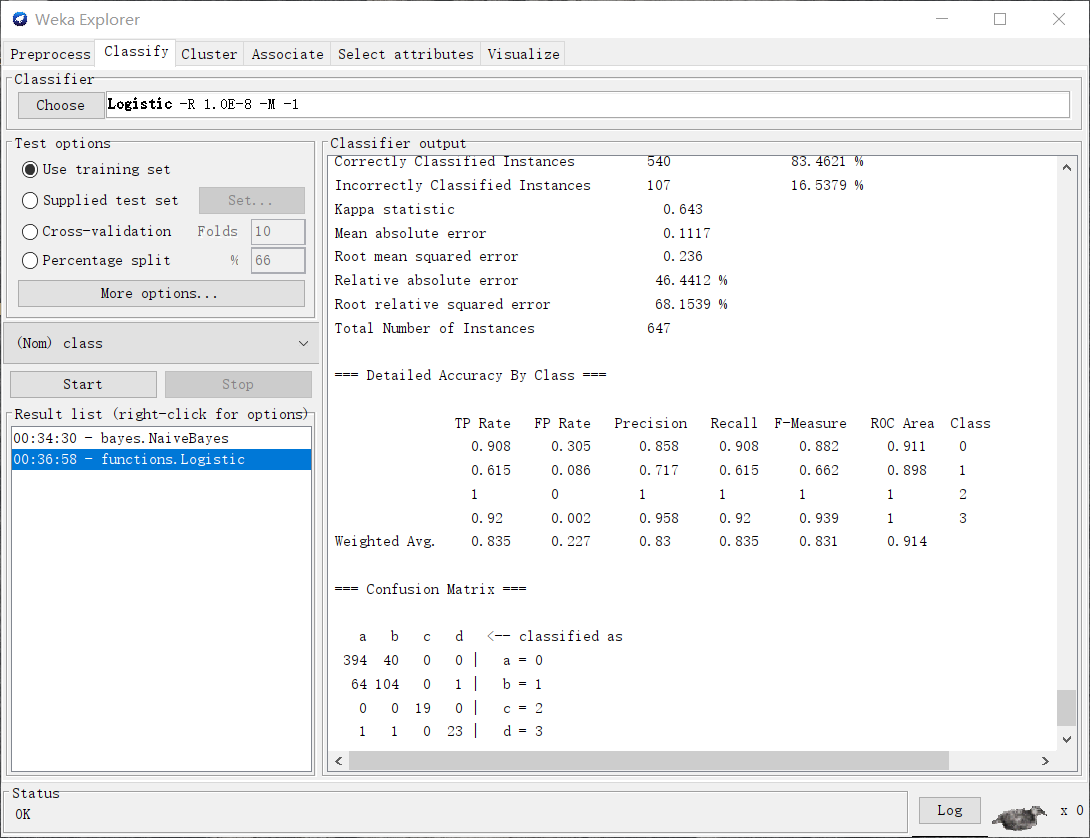 Weka Explorer
Preprocess Classify Cluster Associate Select attributes Visualize
Classifier
Choose Logistic -R 1.0E-8 -M -1
Test options
Use training set
Supplied test set Set...
Cross-validation Folds 10
Percentage split % 66
More options...
(Nom) class
Start Stop
Result list (right-click for options)
00:34:30 - bayes.NaiveBayes
00:36:58 - functions.Logistic
Classifier output
Correctly Classified Instances 540 83.4621 %
Incorrectly Classified Instances 107 16.5379 %
Kappa statistic 0.643
Mean absolute error 0.1117
Root mean squared error 0.236
Relative absolute error 46.4412 %
Root relative squared error 68.1539 %
Total Number of Instances 647
=== Detailed Accuracy By Class ===
TP Rate FP Rate Precision Recall F-Measure ROC Area Class
0.908 0.305 0.858 0.908 0.882 0.911 0
0.615 0.086 0.717 0.615 0.662 0.898 1
1 0 1 1 1 1 2
0.92 0.002 0.958 0.92 0.939 1 3
Weighted Avg. 0.835 0.227 0.83 0.835 0.831 0.914
=== Confusion Matrix ===
a b c d <-- classified as
394 40 0 0 | a = 0
64 104 0 1 | b = 1
0 0 19 0 | c = 2
1 1 0 23 | d = 3
Status
OK
Log x 0